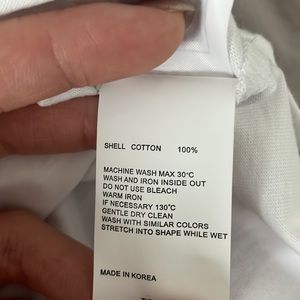 SHELL COTTON 100%
MACHINE WASH MAX 30°C
WASH AND IRON INSIDE OUT
DO NOT USE BLEACH
WARM IRON
IF NECESSARY 130°C
GENTLE DRY CLEAN
WASH WITH SIMILAR COLORS
STRETCH INTO SHAPE WHILE WET
MADE IN KOREA